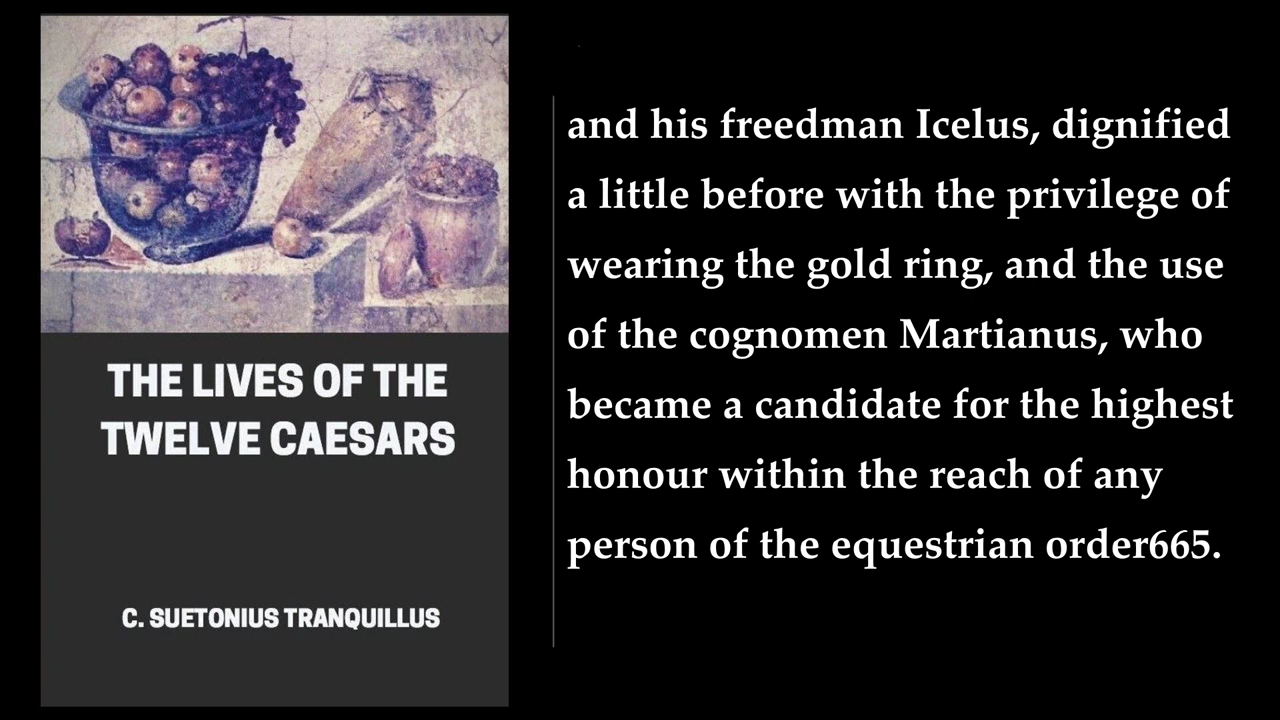 THE LIVES OF THE
TWELVE CAESARS
C. SUETONIUS TRANQUILLUS
and his freedman Icelus, dignified
a little before with the privilege of
wearing the gold ring, and the use
of the cognomen Martianus, who
became a candidate for the highest
honour within the reach of any
person of the equestrian order665.